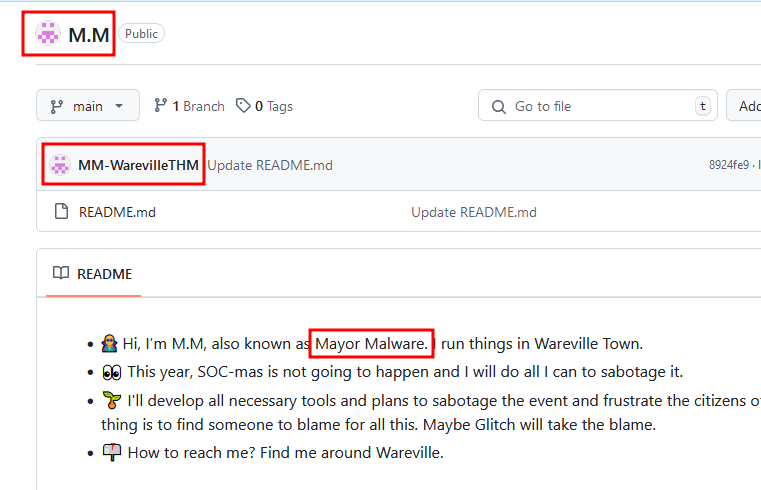 M.M Public
main 1 Branch 0 Tags Go to file t Add
MM-WarevilleTHM Update README.md 8924fe9 ·
README.md Update README.md
README
Hi, I'm M.M, also known as Mayor Malware. I run things in Wareville Town.
This year, SOC-mas is not going to happen and I will do all I can to sabotage it.
I'll develop all necessary tools and plans to sabotage the event and frustrate the citizens
thing is to find someone to blame for all this. Maybe Glitch will take the blame.
How to reach me? Find me around Wareville.